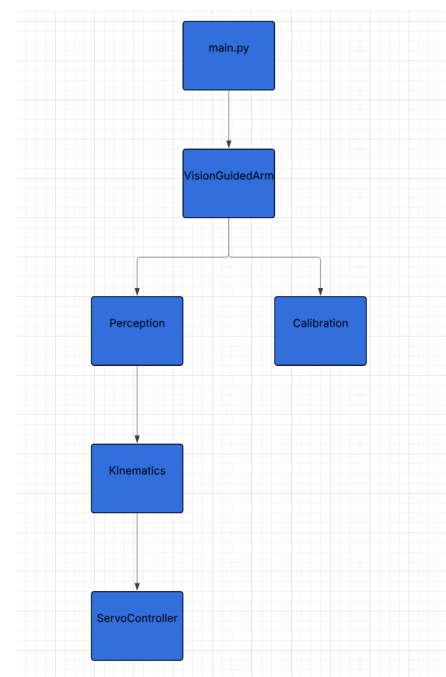 main.py
VisionGuidedArm
Perception
Calibration
Kinematics
ServoController